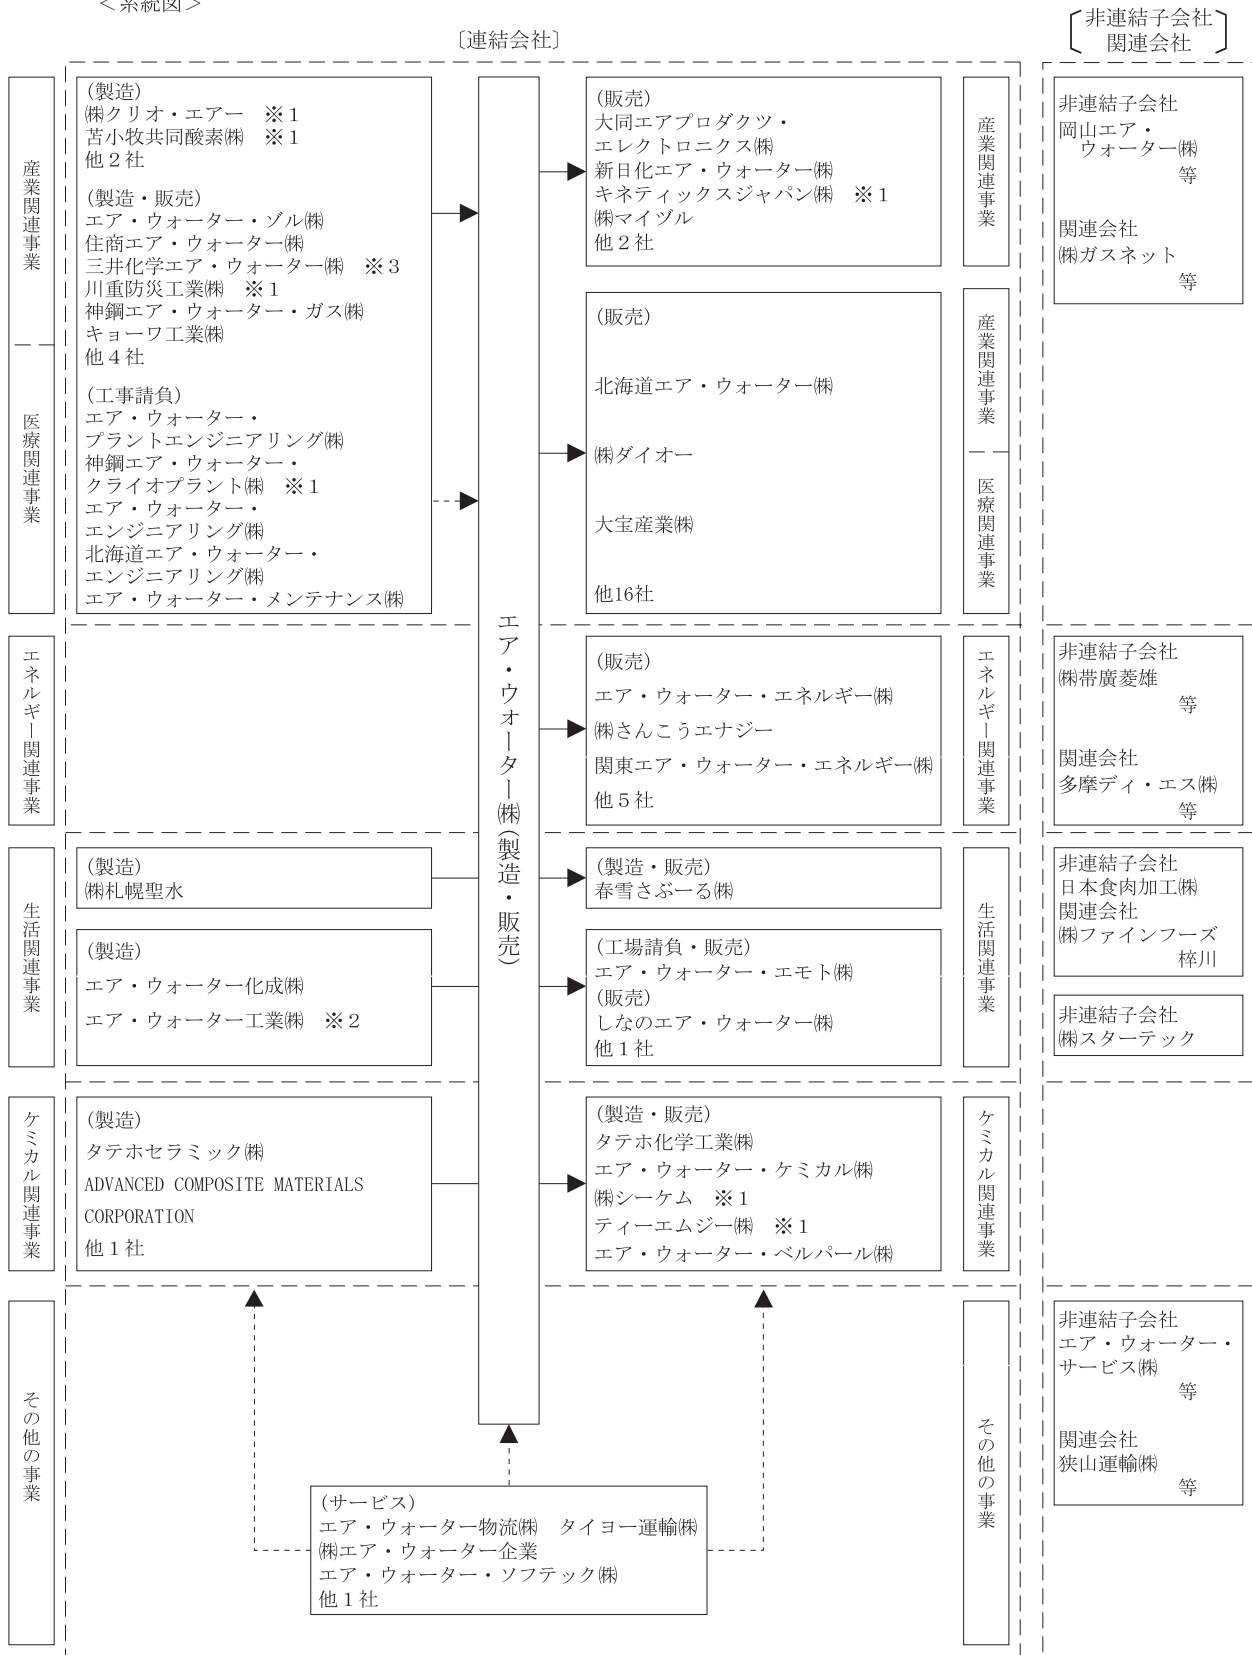 ＜系統図＞
〔連結会社〕
非連結子会社
関連会社
産業関連事業
医療関連事業
(製造)
㈱クリオ・エアー　※１
苫小牧共同酸素㈱　※１
他２社
(製造・販売)
エア・ウォーター・ゾル㈱
住商エア・ウォーター㈱
三井化学エア・ウォーター㈱　※３
川重防災工業㈱　※１
神鋼エア・ウォーター・ガス㈱
キョーワ工業㈱
他４社
(工事請負)
エア・ウォーター・
プラントエンジニアリング㈱
神鋼エア・ウォーター・
クライオプラント㈱　※１
エア・ウォーター・
エンジニアリング㈱
北海道エア・ウォーター・
エンジニアリング㈱
エア・ウォーター・メンテナンス㈱
エア・ウォーター㈱(製造・販売)
(販売)
大同エアプロダクツ・
エレクトロニクス㈱
新日化エア・ウォーター㈱
キネティックスジャパン㈱　※１
㈱マイヅル
他２社
産業関連事業
(販売)
北海道エア・ウォーター㈱
㈱ダイオー
大宝産業㈱
他16社
産業関連事業
医療関連事業
非連結子会社
岡山エア・
ウォーター㈱
等
関連会社
㈱ガスネット
等
エネルギー関連事業
(販売)
エア・ウォーター・エネルギー㈱
㈱さんこうエナジー
関東エア・ウォーター・エネルギー㈱
他５社
エネルギー関連事業
非連結子会社
㈱帯廣菱雄
等
関連会社
多摩ディ・エス㈱
等
生活関連事業
(製造)
㈱札幌聖水
(製造)
エア・ウォーター化成㈱
エア・ウォーター工業㈱　※２
(製造・販売)
春雪さぶーる㈱
(工場請負・販売)
エア・ウォーター・エモト㈱
(販売)
しなのエア・ウォーター㈱
他１社
生活関連事業
非連結子会社
日本食肉加工㈱
関連会社
㈱ファインフーズ
梓川
非連結子会社
㈱スターテック
ケミカル関連事業
(製造)
タテホセラミック㈱
ADVANCED COMPOSITE MATERIALS
CORPORATION
他１社
(製造・販売)
タテホ化学工業㈱
エア・ウォーター・ケミカル㈱
㈱シーケム　※１
ティーエムジー㈱　※１
エア・ウォーター・ベルパール㈱
ケミカル関連事業
その他の事業
(サービス)
エア・ウォーター物流㈱　タイヨー運輸㈱
㈱エア・ウォーター企業
エア・ウォーター・ソフテック㈱
他１社
その他の事業
非連結子会社
エア・ウォーター・
サービス㈱
等
関連会社
狭山運輸㈱
等